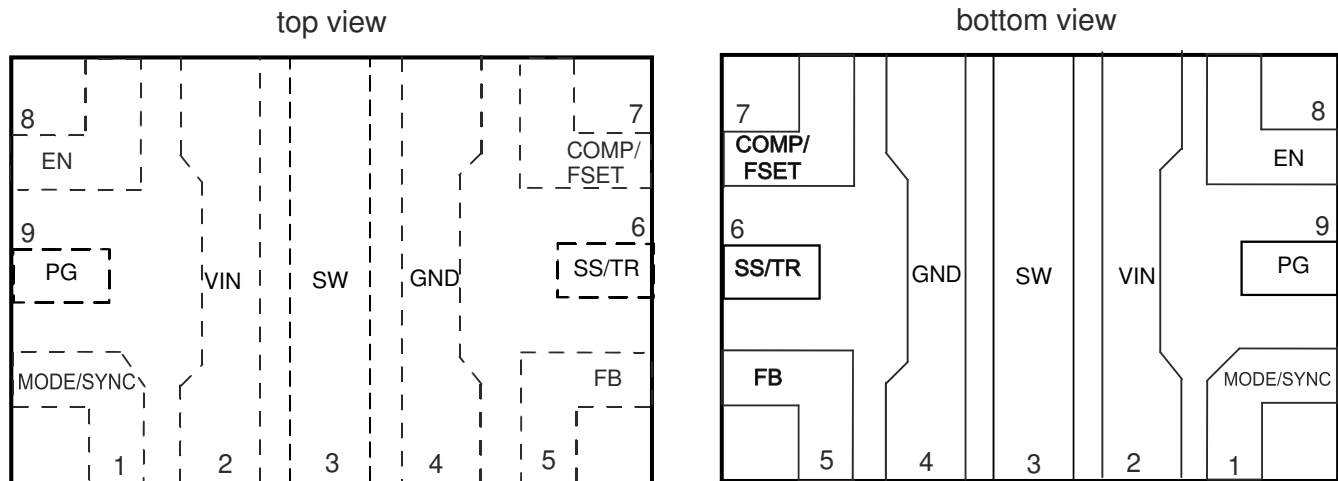 top view
8
7
EN
COMP/
FSET
9
6
PG
VIN
SW
GND
SS/TR
MODE/SYNC
FB
1
2
3
4
5
bottom view
7
8
COMP/
FSET
EN
6
9
SS/TR
GND
SW
VIN
PG
FB
MODE/SYNC
5
4
3
2
1